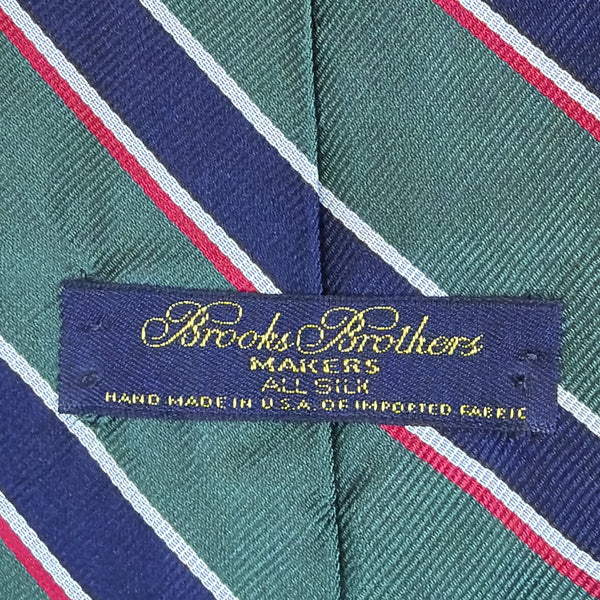 Brooks Brothers
MAKERS
ALL SILK
HAND MADE IN U.S.A. OF IMPORTED FABRIC